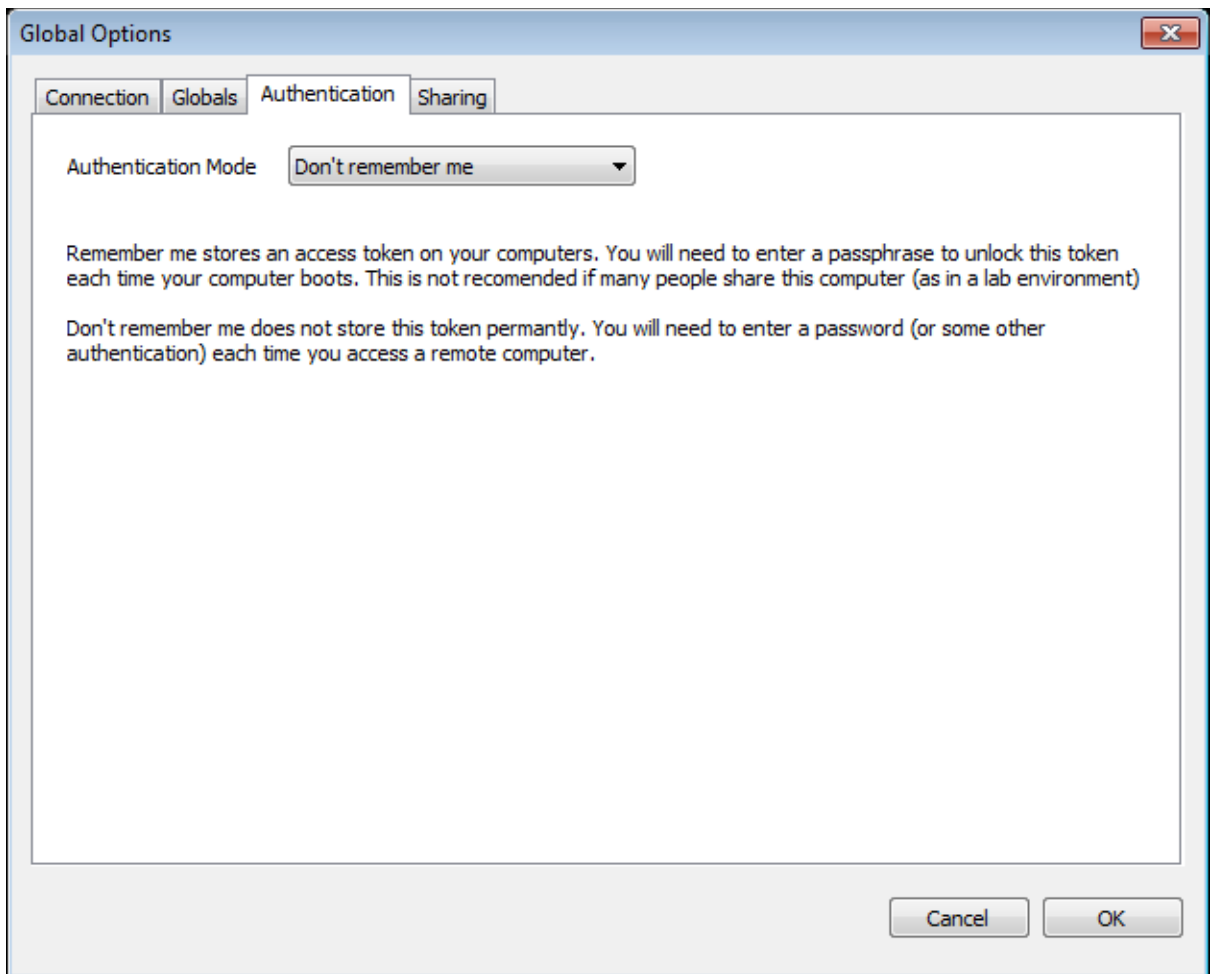 Global Options
Connection Globals Authentication Sharing
Authentication Mode Don't remember me
Remember me stores an access token on your computers. You will need to enter a passphrase to unlock this token
each time your computer boots. This is not recomended if many people share this computer (as in a lab environment)
Don't remember me does not store this token permantly. You will need to enter a password (or some other
authentication) each time you access a remote computer.
Cancel OK